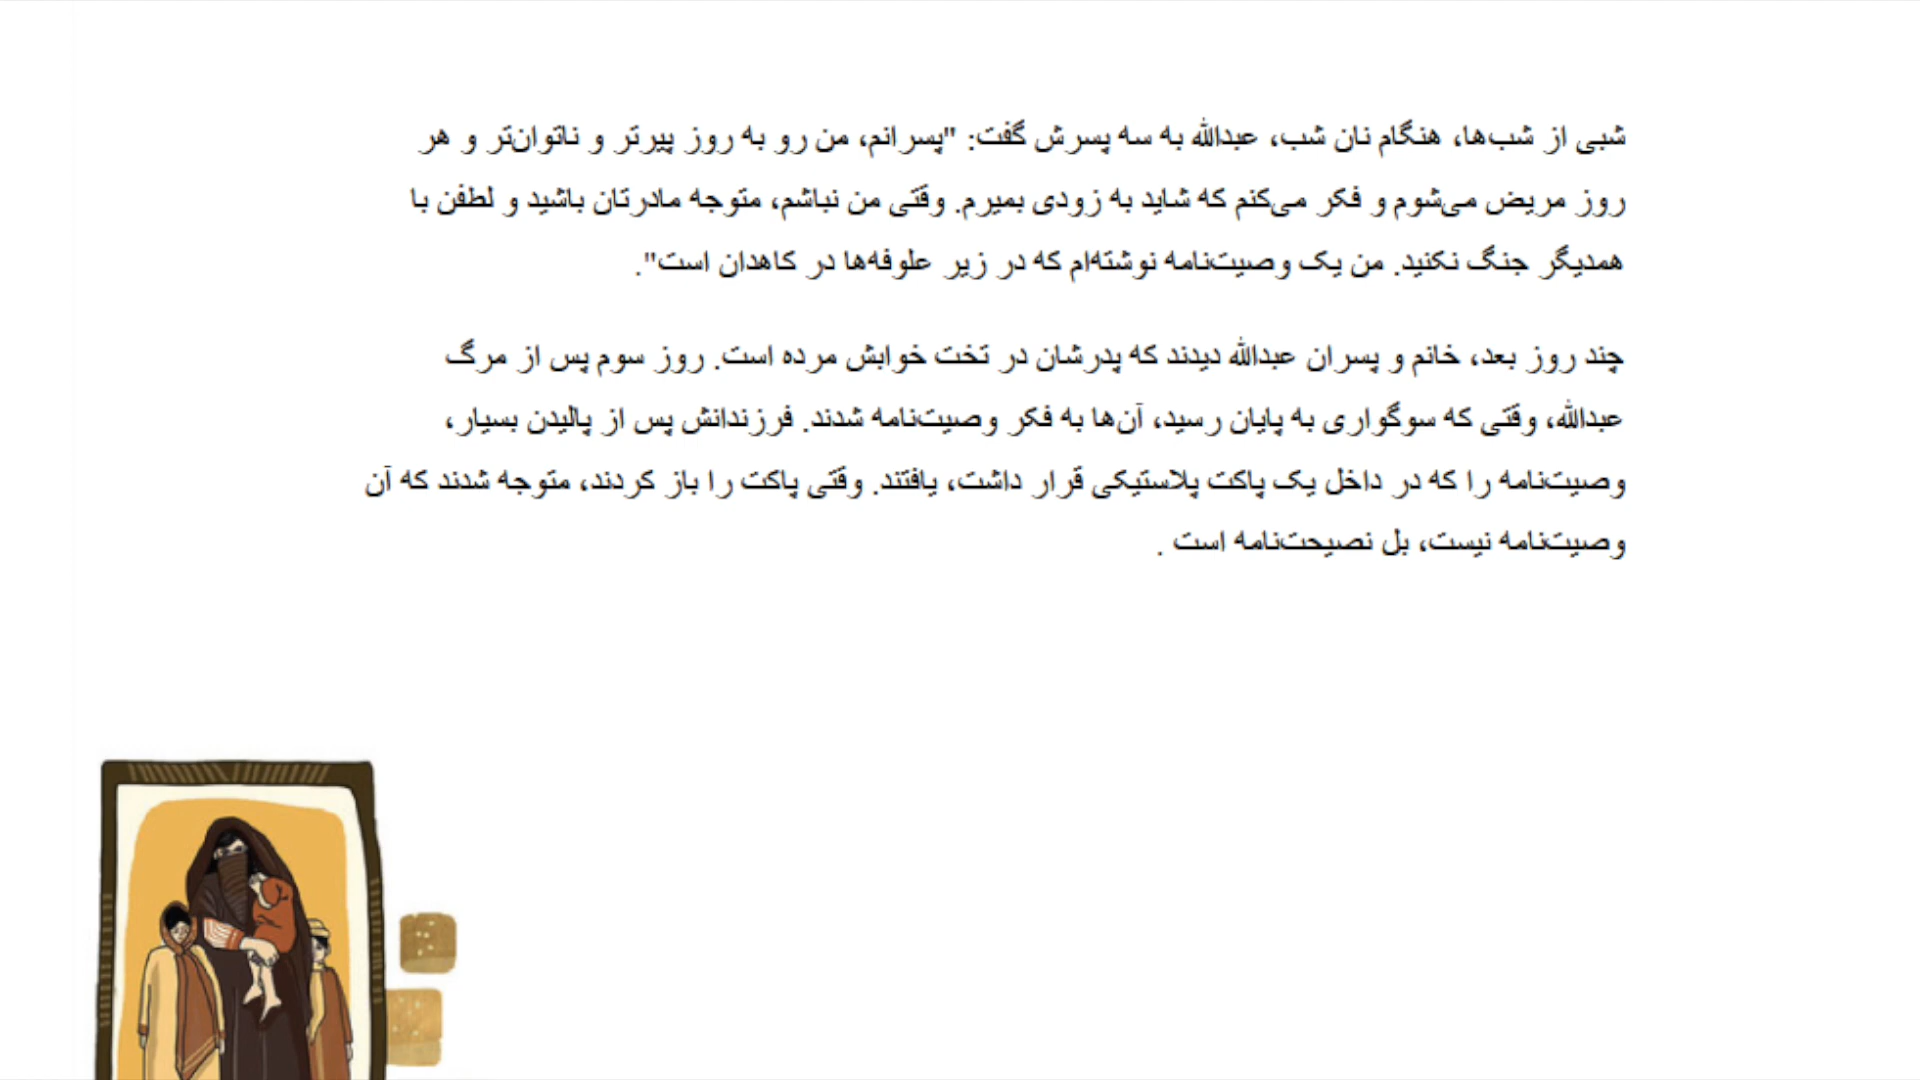 شبی از شب‌ها، هنگام نان شب، عبدالله به سه پسرش گفت: "پسرانم، من رو به روز پیرتر و ناتوان‌تر و هر
روز مریض می‌شوم و فکر می‌کنم که شاید به زودی بمیرم. وقتی من نباشم، متوجه مادرتان باشید و لطفن با
همدیگر جنگ نکنید. من یک وصیت‌نامه نوشته‌ام که در زیر علوفه‌ها در کاهدان است".
چند روز بعد، خانم و پسران عبدالله دیدند که پدرشان در تخت خوابش مرده است. روز سوم پس از مرگ
عبدالله، وقتی که سوگواری به پایان رسید، آن‌ها به فکر وصیت‌نامه شدند. فرزندانش پس از پالیدن بسیار،
وصیت‌نامه را که در داخل یک پاکت پلاستیکی قرار داشت، یافتند. وقتی پاکت را باز کردند، متوجه شدند که آن
وصیت‌نامه نیست، بل نصیحت‌نامه است .